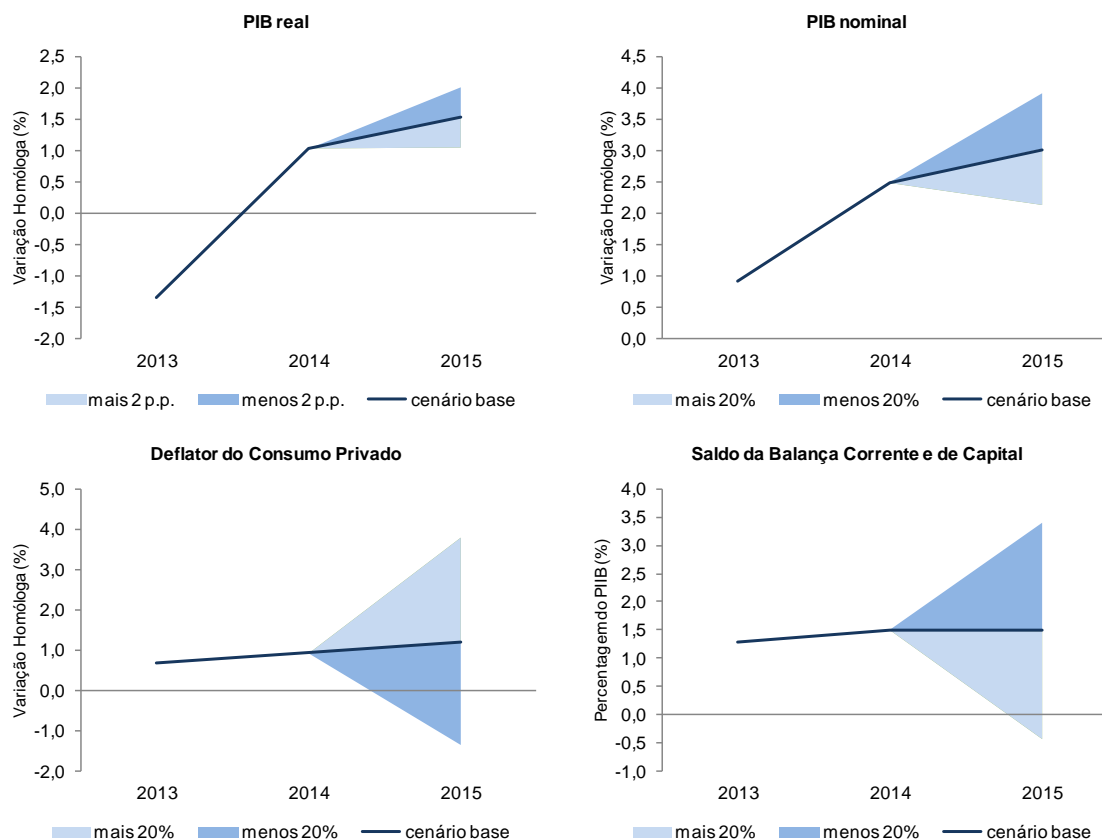 PIB real
Variação Homóloga (%)
2,5
2,0
1,5
1,0
0,5
0,0
-0,5
-1,0
-1,5
-2,0
2013 2014 2015
mais 2 p.p. menos 2 p.p. cenário base
PIB nominal
Variação Homóloga (%)
4,5
4,0
3,5
3,0
2,5
2,0
1,5
1,0
0,5
0,0
2013 2014 2015
mais 20% menos 20% cenário base
Deflator do Consumo Privado
Variação Homóloga (%)
5,0
4,0
3,0
2,0
1,0
0,0
-1,0
-2,0
2013 2014 2015
mais 20% menos 20% cenário base
Saldo da Balança Corrente e de Capital
Percentagem do PIIB (%)
4,0
3,5
3,0
2,5
2,0
1,5
1,0
0,5
0,0
-0,5
-1,0
2013 2014 2015
mais 20% menos 20% cenário base